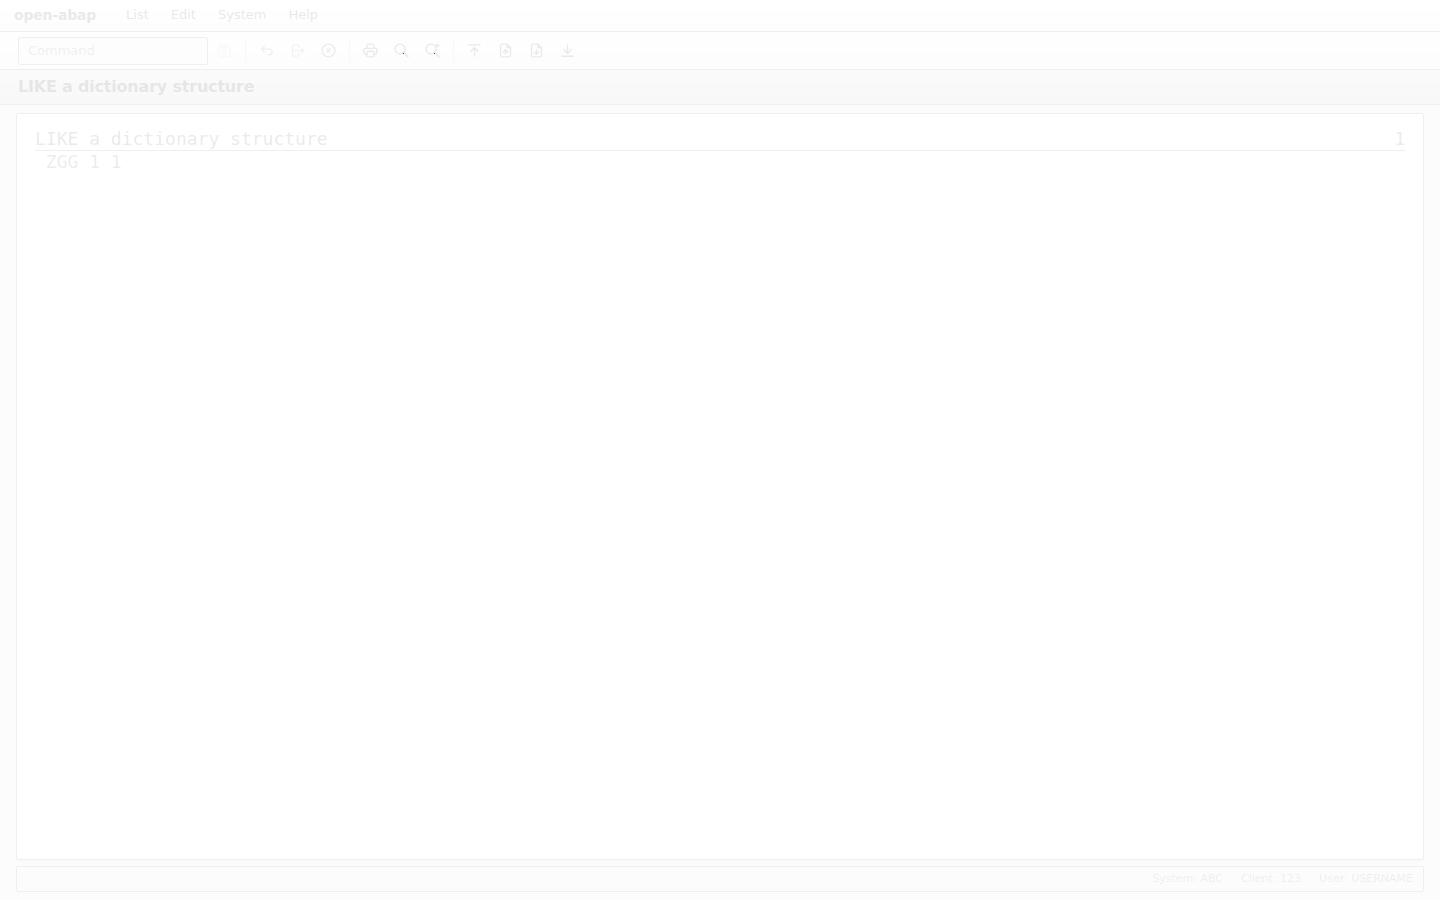 open-abap List Edit System Help
Command
LIKE a dictionary structure
LIKE a dictionary structure 1
ZGG 1 1
System: ABC Client: 123 User: USERNAME